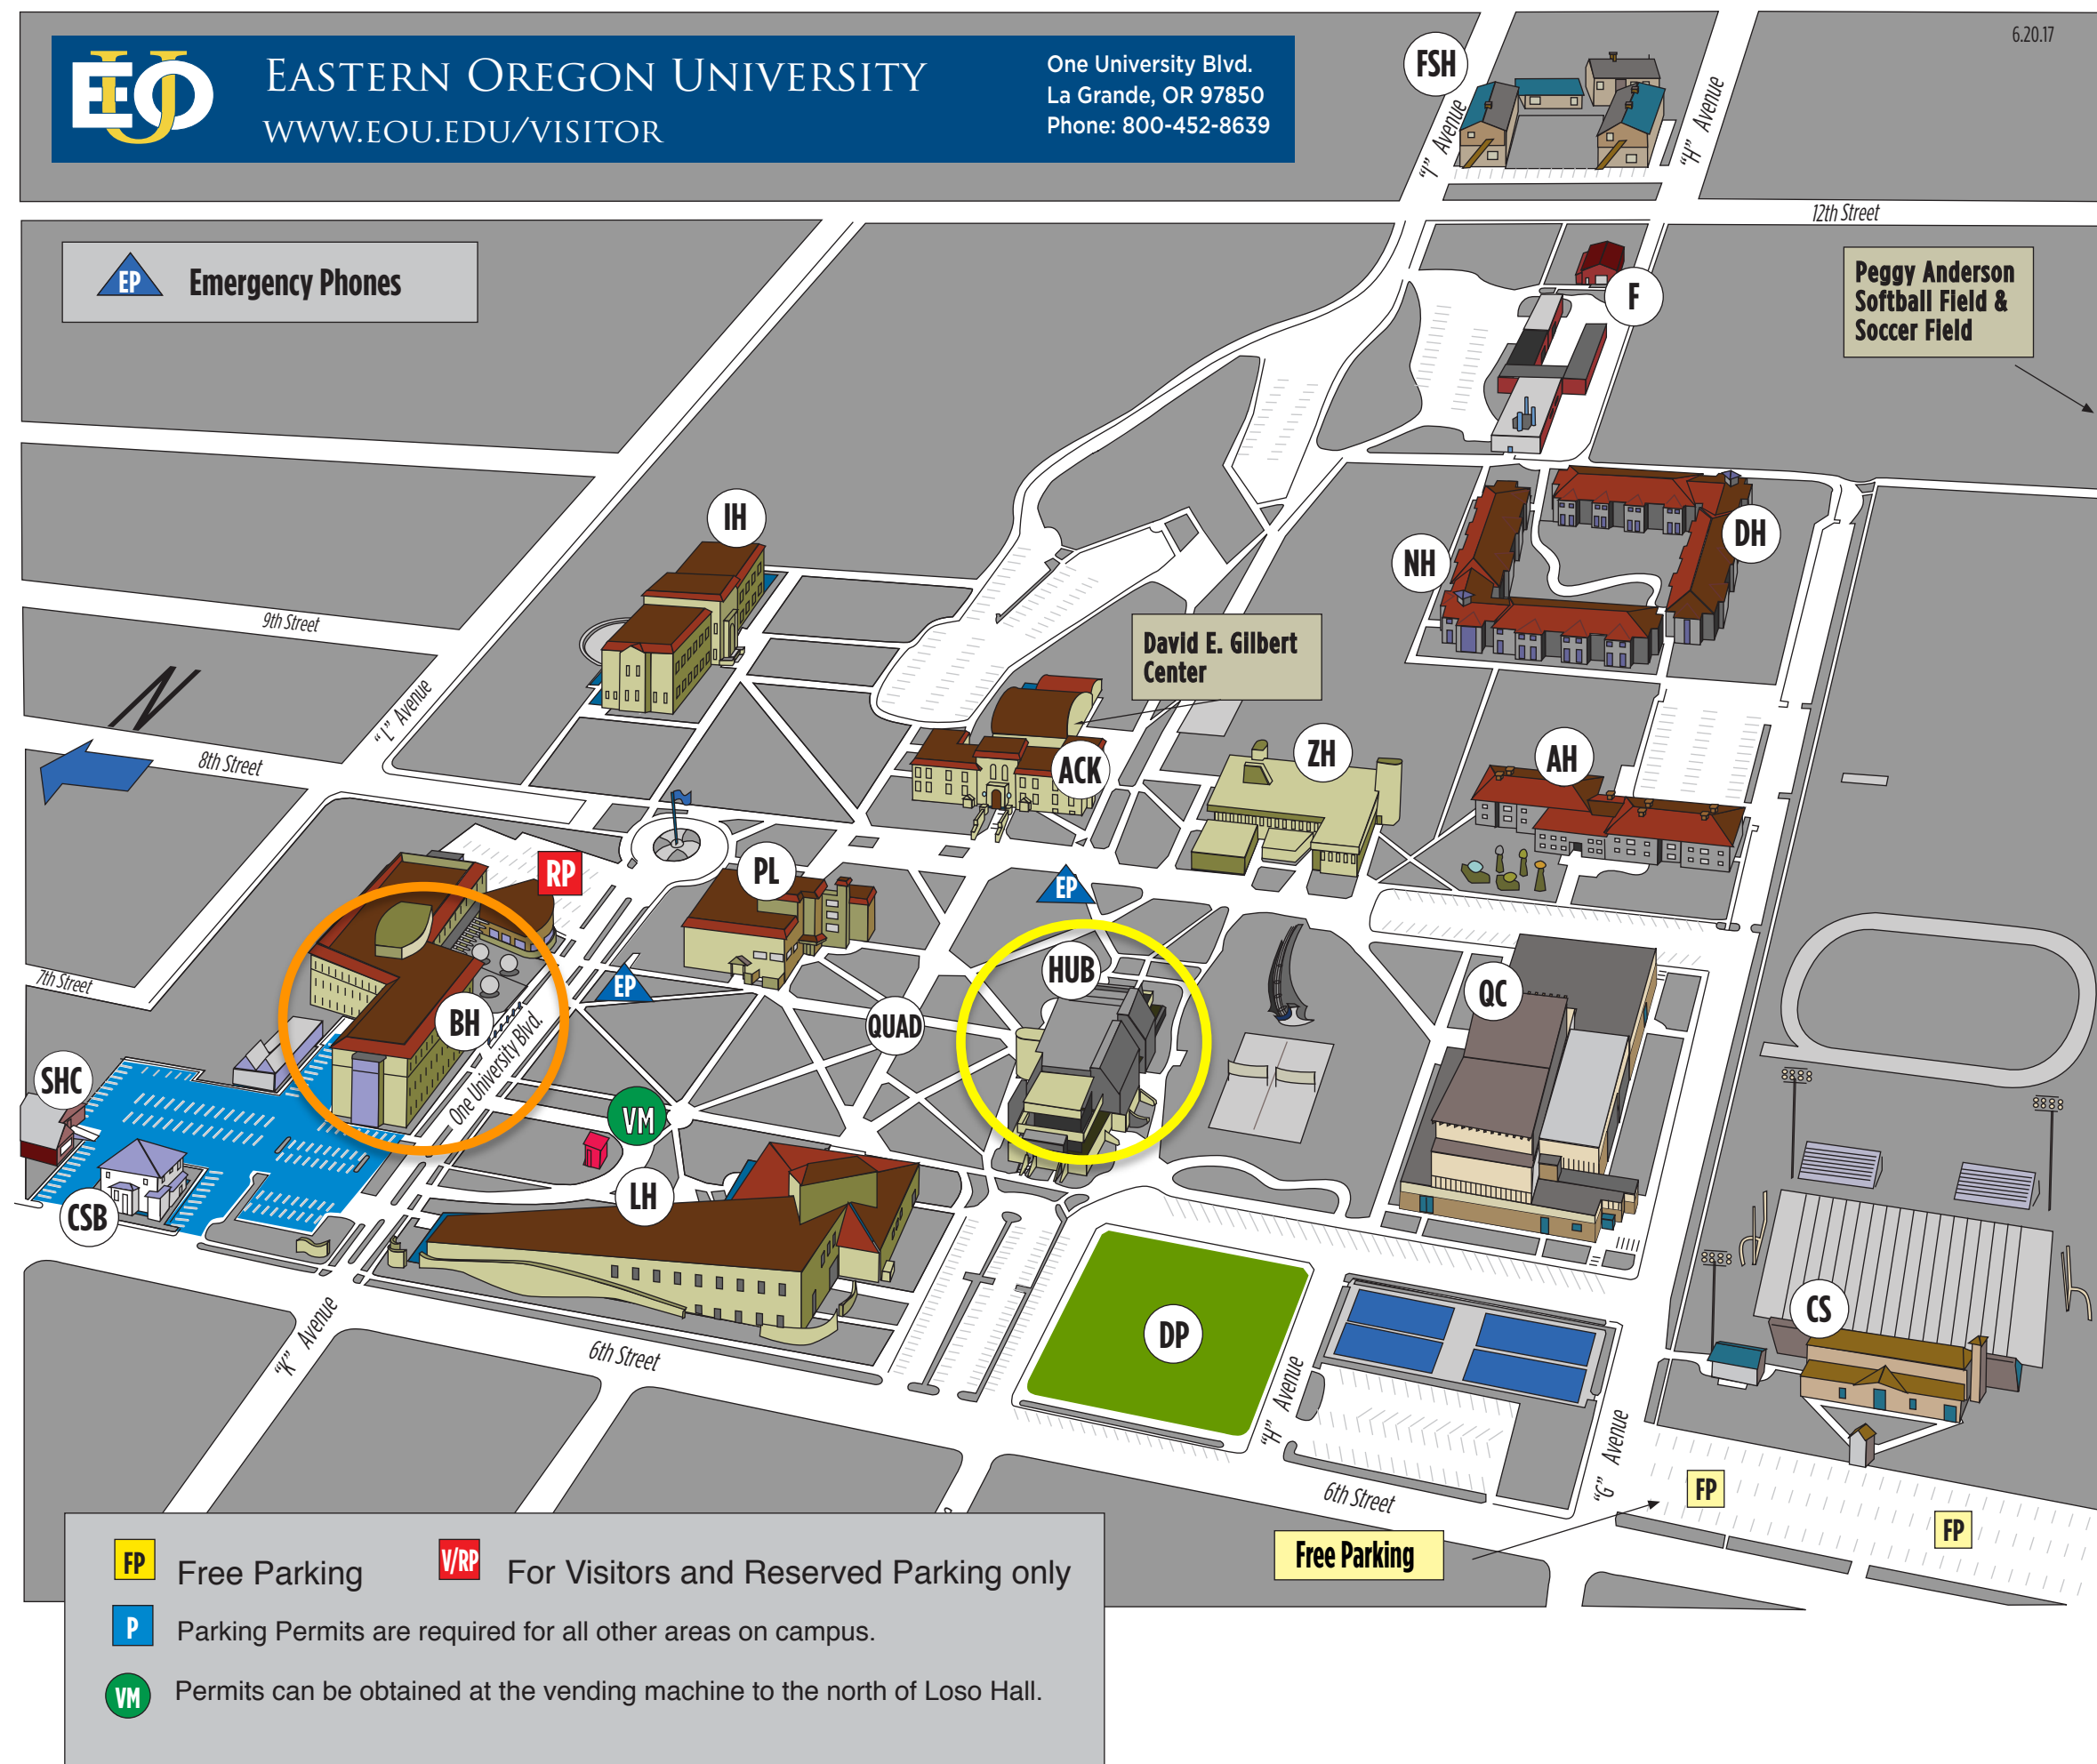 6.20.17
EOU
EASTERN OREGON UNIVERSITY
WWW.EOU.EDU/VISITOR
One University Blvd.
La Grande, OR 97850
Phone: 800-452-8639
FSH
"I" Avenue
"H" Avenue
12th Street
EP
Emergency Phones
Peggy Anderson
Softball Field &
Soccer Field
F
IH
NH
DH
9th Street
N
"L" Avenue
8th Street
David E. Gilbert
Center
ACK
ZH
AH
RP
PL
EP
7th Street
BH
EP
QUAD
HUB
QC
One University Blvd.
SHC
VM
CSB
LH
DP
CS
"K" Avenue
6th Street
"H" Avenue
"G" Avenue
6th Street
FP
FP
Free Parking
FP
Free Parking
V/RP
For Visitors and Reserved Parking only
P
Parking Permits are required for all other areas on campus.
VM
Permits can be obtained at the vending machine to the north of Loso Hall.